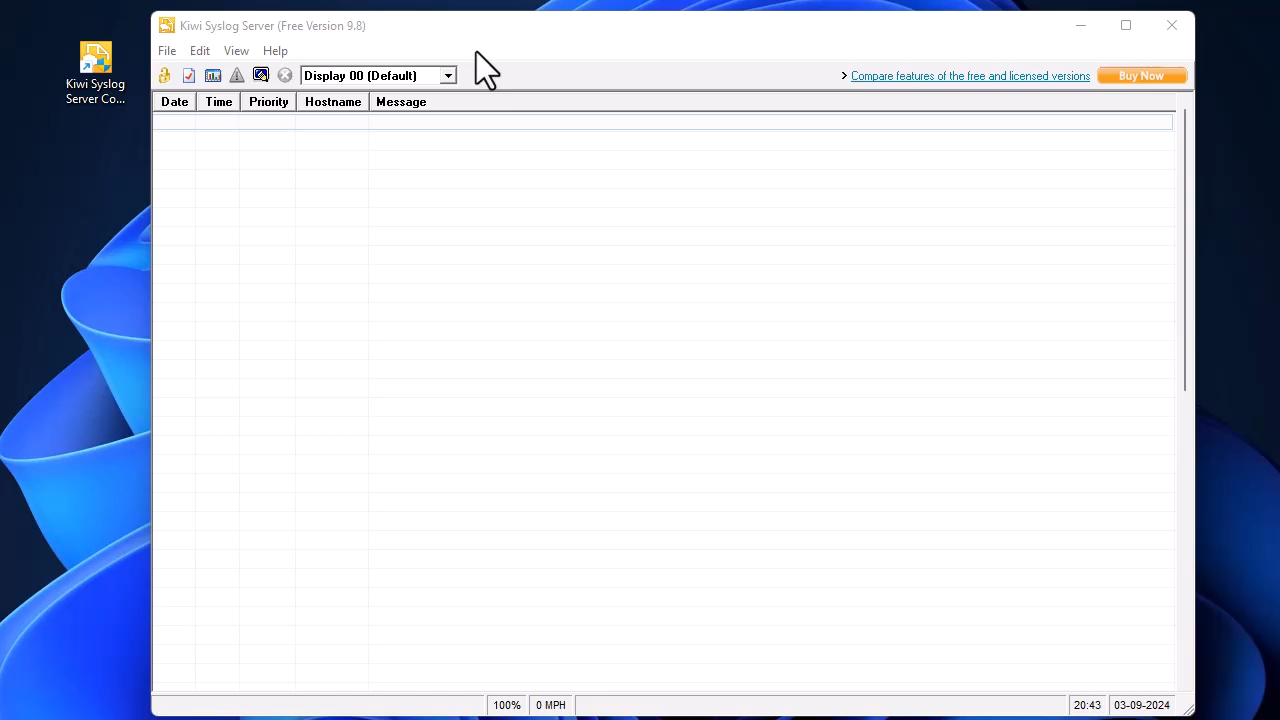 Kiwi Syslog Server (Free Version 9.8)
File Edit View Help
Display 00 (Default)
> Compare features of the free and licensed versions Buy Now
Date Time Priority Hostname Message
Kiwi Syslog
Server Co...
100% 0 MPH 20:43 03-09-2024